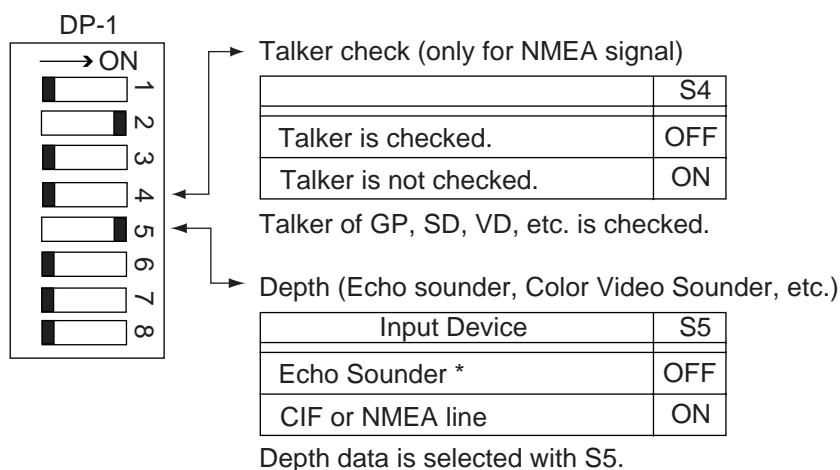 DP-1
ON
1
2
3
4
5
6
7
8
Talker check (only for NMEA signal)
S4
Talker is checked. OFF
Talker is not checked. ON
Talker of GP, SD, VD, etc. is checked.
Depth (Echo sounder, Color Video Sounder, etc.)
Input Device S5
Echo Sounder * OFF
CIF or NMEA line ON
Depth data is selected with S5.